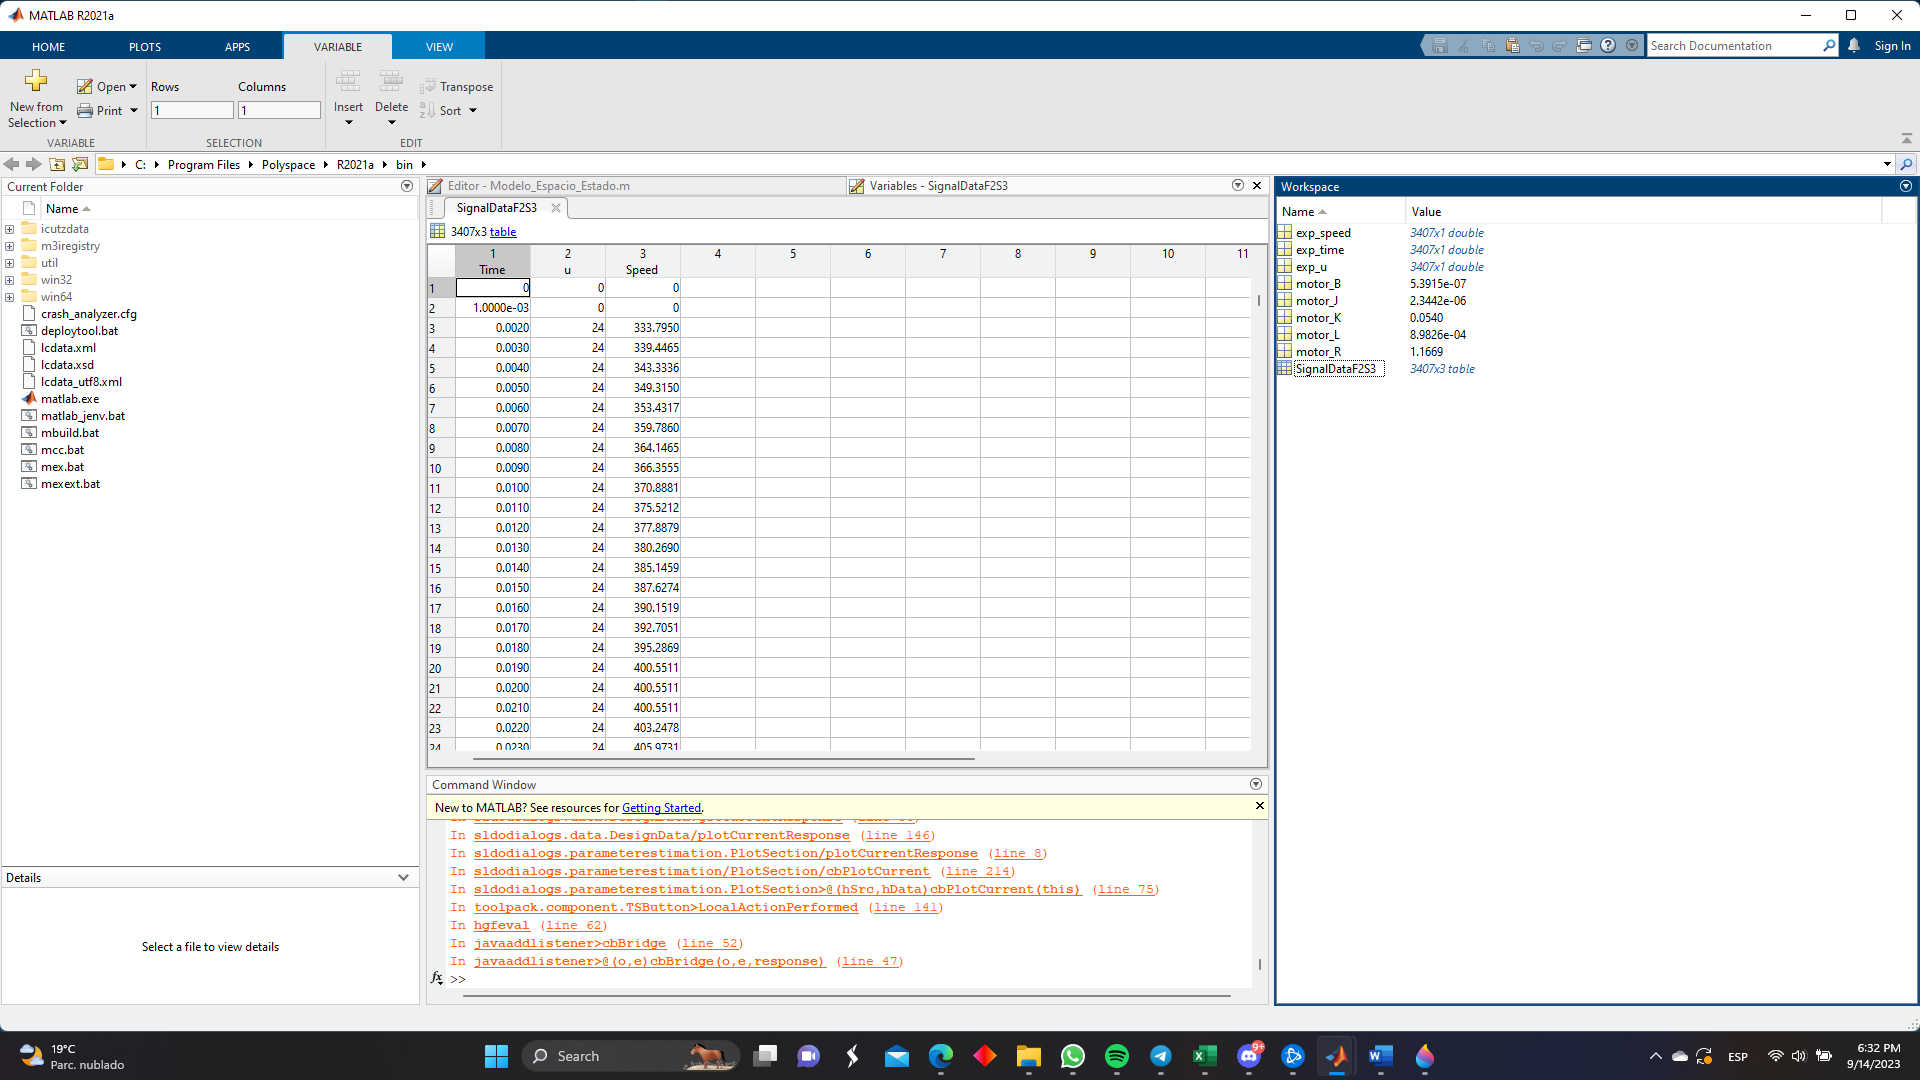 MATLAB R2021a
HOME PLOTS APPS VARIABLE VIEW
Search Documentation
Sign In
New from Selection
Open
Print
Rows Columns
1 1
Insert Delete
Transpose
Sort
VARIABLE SELECTION EDIT
C: Program Files Polyspace R2021a bin
Current Folder
Name
icutzdata
m3iregistry
util
win32
win64
crash_analyzer.cfg
deploytool.bat
lcdata.xml
lcdata.xsd
lcdata_utf8.xml
matlab.exe
matlab_jenv.bat
mbuild.bat
mcc.bat
mex.bat
mexext.bat
Details
Select a file to view details
Editor - Modelo_Espacio_Estado.m
Variables - SignalDataF2S3
SignalDataF2S3
3407x3 table
1 2 3 4 5 6 7 8 9 10 11
Time u Speed
1 0 0 0
2 1.0000e-03 0 0
3 0.0020 24 333.7950
4 0.0030 24 339.4465
5 0.0040 24 343.3336
6 0.0050 24 349.3150
7 0.0060 24 353.4317
8 0.0070 24 359.7860
9 0.0080 24 364.1465
10 0.0090 24 366.3555
11 0.0100 24 370.8881
12 0.0110 24 375.5212
13 0.0120 24 377.8879
14 0.0130 24 380.2690
15 0.0140 24 385.1459
16 0.0150 24 387.6274
17 0.0160 24 390.1519
18 0.0170 24 392.7051
19 0.0180 24 395.2869
20 0.0190 24 400.5511
21 0.0200 24 400.5511
22 0.0210 24 400.5511
23 0.0220 24 403.2478
24 0.0230 24 405.9731
Command Window
New to MATLAB? See resources for Getting Started.
In sldodialogs.data.DesignData/plotCurrentResponse (line 146)
In sldodialogs.parameterestimation.PlotSection/plotCurrentResponse (line 8)
In sldodialogs.parameterestimation/PlotSection/cbPlotCurrent (line 214)
In sldodialogs.parameterestimation.PlotSection>@(hSrc,hData)cbPlotCurrent(this) (line 75)
In toolpack.component.TSButton>LocalActionPerformed (line 141)
In hgfeval (line 62)
In javaaddlistener>cbBridge (line 52)
In javaaddlistener>@(o,e)cbBridge(o,e,response) (line 47)
fx >>
Workspace
Name Value
exp_speed 3407x1 double
exp_time 3407x1 double
exp_u 3407x1 double
motor_B 5.3915e-07
motor_J 2.3442e-06
motor_K 0.0540
motor_L 8.9826e-04
motor_R 1.1669
SignalDataF2S3 3407x3 table
19°C
Parc. nublado
Search
9+
ESP
6:32 PM
9/14/2023